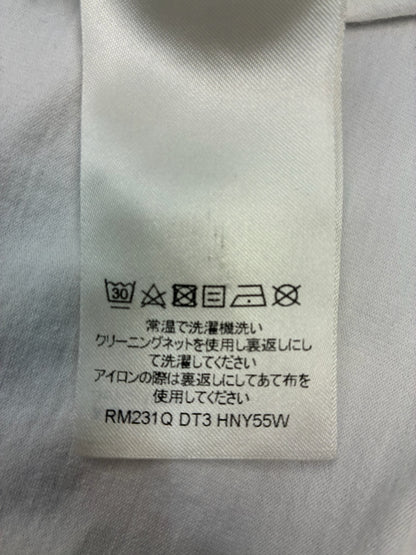 30
常温で洗濯機洗い
クリーニングネットを使用し裏返しにし
て洗濯してください
アイロンの際は裏返しにしてあて布を
使用してください
RM231Q DT3 HNY55W